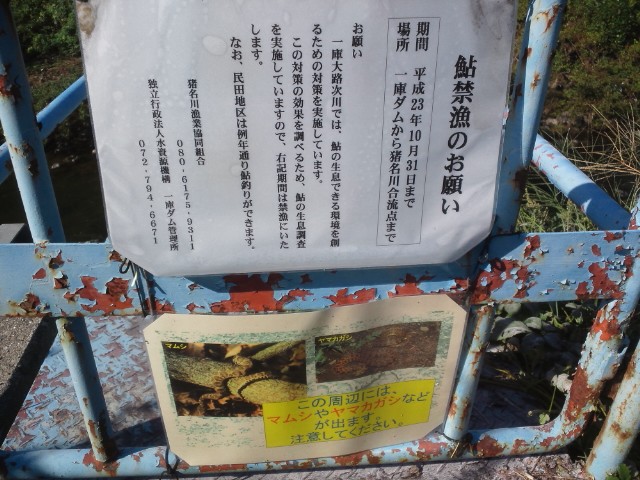 鮎禁漁のお願い
期間　平成23年10月31日まで
場所　一庫ダムから猪名川合流点まで
お願い
一庫大路次川では、鮎の生息できる環境を創
るための対策を実施しています。
この対策の効果を調べるため、鮎の生息調査
を実施していますので、右記期間は禁漁にいた
します。
なお、民田地区は例年通り鮎釣りができます。
猪名川漁業協同組合
080-6175-9311
独立行政法人水資源機構　一庫ダム管理所
072-794-6671
マムシ
ヤマカガシ
この周辺には、
マムシやヤマカガシなど
が出ます。
注意してください。